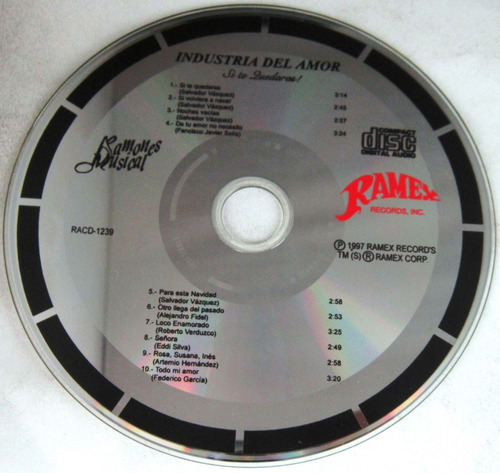 INDUSTRIA DEL AMOR
Si te Quedaras!
1.- Si te quedaras 3:14
(Salvador Vázquez)
2.- Si volviera a nacer 2:45
(Salvador Vázquez)
3.- Noches vacías 2:57
(Salvador Vázquez)
4.- De tu amor no necesito 3:24
(Francisco Javier Solís)
COMPACT
disc
DIGITAL AUDIO
Ramones
Musical
RAMEX
RECORDS, INC.
RACD-1239
Ⓟ 1997 RAMEX RECORD'S
TM (S) Ⓡ RAMEX CORP.
5.- Para esta Navidad 2:58
(Salvador Vázquez)
6.- Otro llega del pasado 2:53
(Alejandro Fidel)
7.- Loco Enamorado 3:25
(Roberto Verduzco)
8.- Señora 2:49
(Eddi Silva)
9.- Rosa, Susana, Inés 2:58
(Artemio Hernández)
10.- Todo mi amor 3:20
(Federico García)